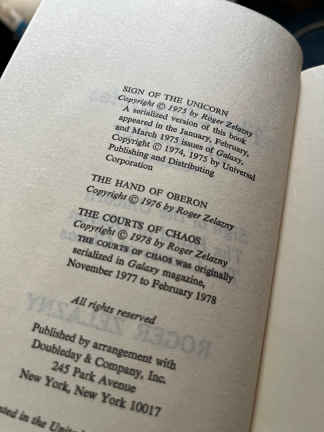 SIGN OF THE UNICORN
Copyright © 1975 by Roger Zelazny
A serialized version of this book
appeared in the January, February,
and March 1975 issues of Galaxy,
Copyright © 1974, 1975 by Universal
Publishing and Distributing
Corporation
THE HAND OF OBERON
Copyright © 1976 by Roger Zelazny
THE COURTS OF CHAOS
Copyright © 1978 by Roger Zelazny
THE COURTS OF CHAOS was originally
serialized in Galaxy magazine,
November 1977 to February 1978
All rights reserved
Published by arrangement with
Doubleday & Company, Inc.
245 Park Avenue
New York, New York 10017
in the
ROGER ZELAZNY